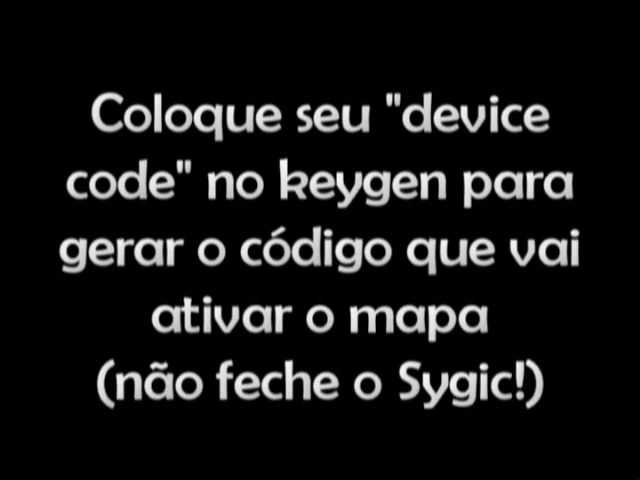 Coloque seu "device
code" no keygen para
gerar o código que vai
ativar o mapa
(não feche o Sygic!)